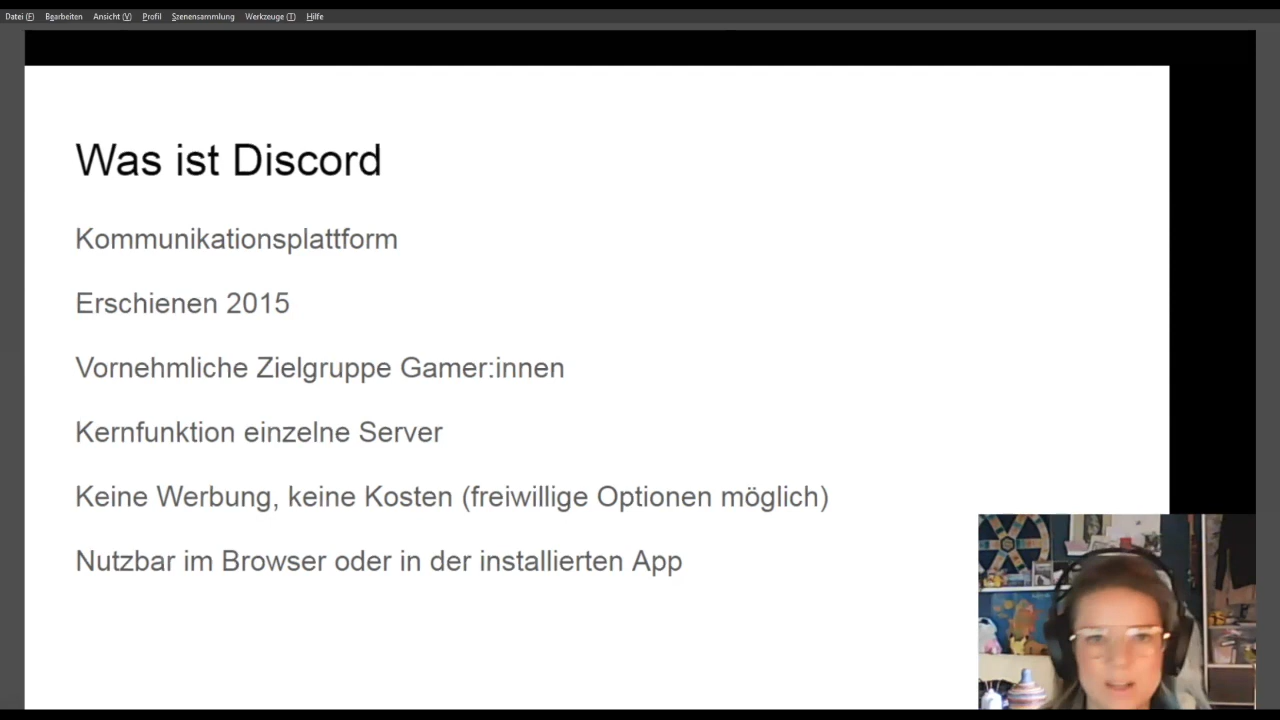 Datei (F) Bearbeiten Ansicht (V) Profil Szenensammlung Werkzeuge (T) Hilfe
Was ist Discord
Kommunikationsplattform
Erschienen 2015
Vornehmliche Zielgruppe Gamer:innen
Kernfunktion einzelne Server
Keine Werbung, keine Kosten (freiwillige Optionen möglich)
Nutzbar im Browser oder in der installierten App